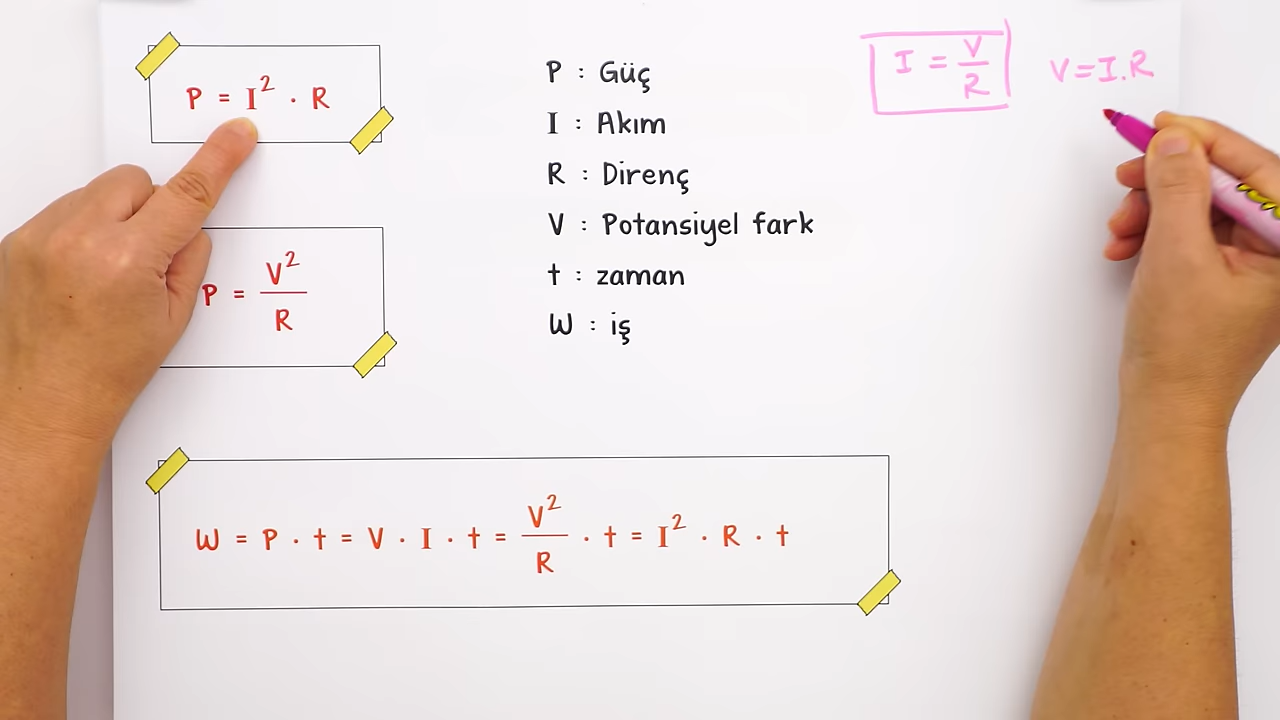 P = I² · R
P = V² / R
P : Güç
I : Akım
R : Direnç
V : Potansiyel fark
t : zaman
W : iş
I = V / R
V = I.R
W = P · t = V · I · t = V² / R · t = I² · R · t